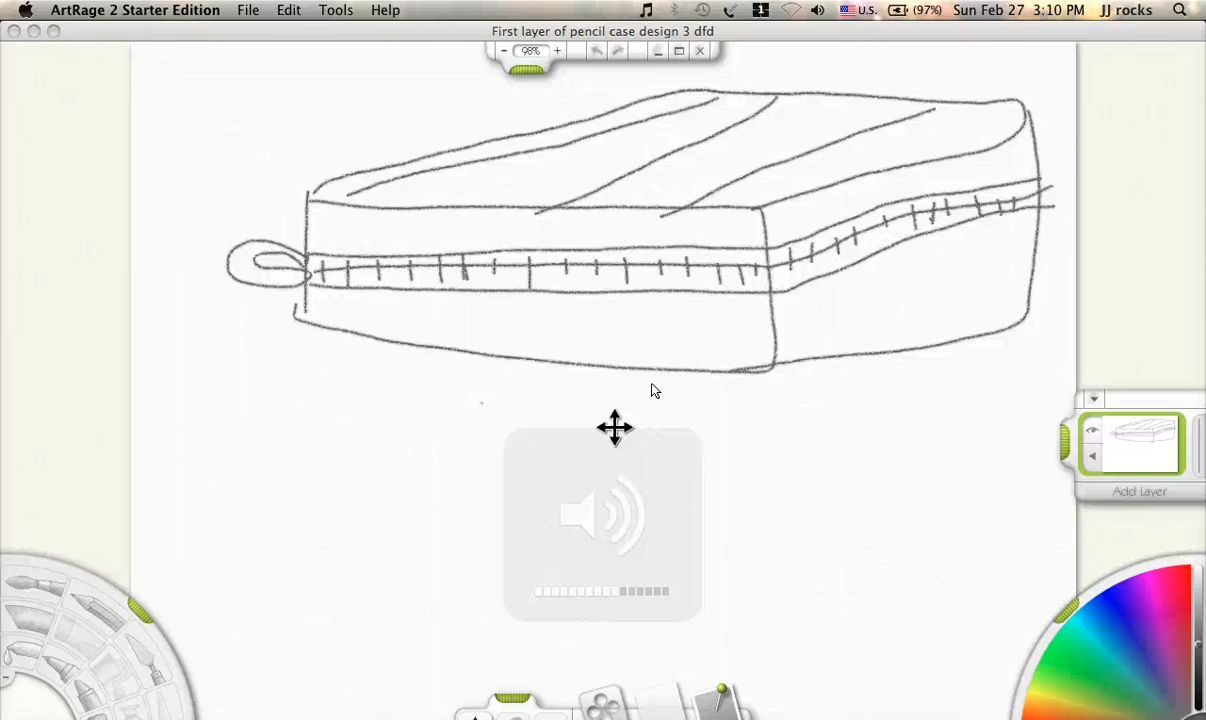 ArtRage 2 Starter Edition File Edit Tools Help 1 U.S. (97%) Sun Feb 27 3:10 PM JJ rocks
First layer of pencil case design 3 dfd
98%
Add Layer